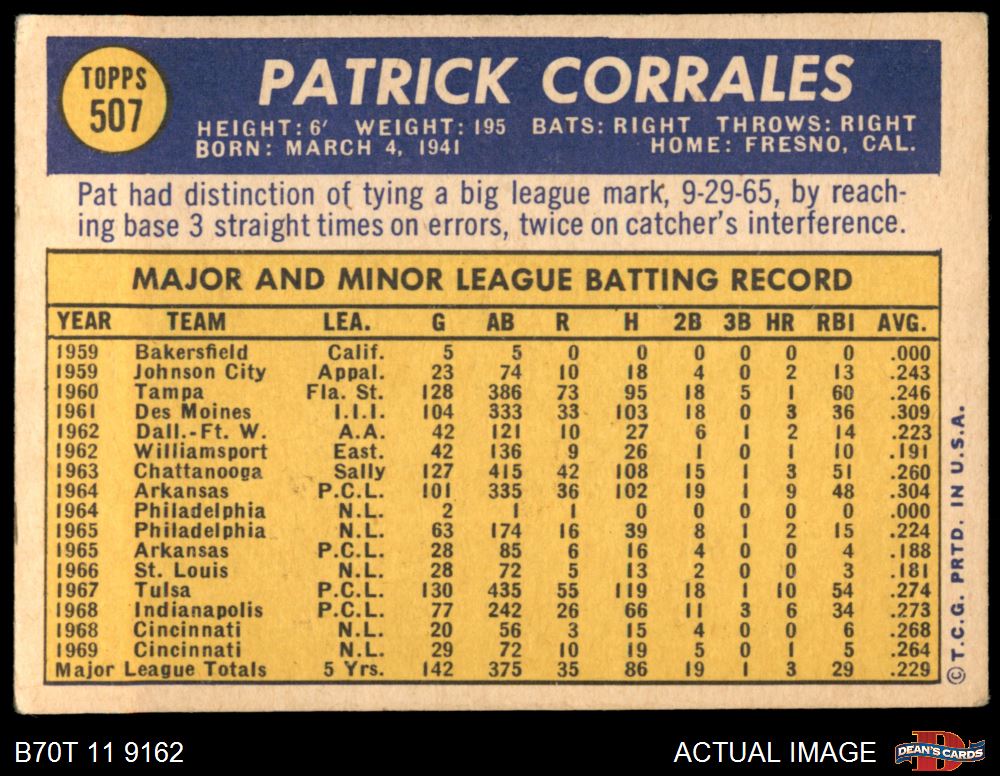 TOPPS
507
PATRICK CORRALES
HEIGHT: 6' WEIGHT: 195 BATS: RIGHT THROWS: RIGHT
BORN: MARCH 4, 1941 HOME: FRESNO, CAL.
Pat had distinction of tying a big league mark, 9-29-65, by reach-
ing base 3 straight times on errors, twice on catcher's interference.
MAJOR AND MINOR LEAGUE BATTING RECORD
YEAR TEAM LEA. G AB R H 2B 3B HR RBI AVG.
1959 Bakersfield Calif. 5 5 0 0 0 0 0 0 .000
1959 Johnson City Appal. 23 74 10 18 4 0 2 13 .243
1960 Tampa Fla. St. 128 386 73 95 18 5 1 60 .246
1961 Des Moines I.I.I. 104 333 33 103 18 0 3 36 .309
1962 Dall.-Ft. W. A.A. 42 121 10 27 6 1 2 14 .223
1962 Williamsport East. 42 136 9 26 1 0 1 10 .191
1963 Chattanooga Sally 127 415 42 108 15 1 3 51 .260
1964 Arkansas P.C.L. 101 335 36 102 19 1 9 48 .304
1964 Philadelphia N.L. 2 1 1 0 0 0 0 0 .000
1965 Philadelphia N.L. 63 174 16 39 8 1 2 15 .224
1965 Arkansas P.C.L. 28 85 6 16 4 0 0 4 .188
1966 St. Louis N.L. 28 72 5 13 2 0 0 3 .181
1967 Tulsa P.C.L. 130 435 55 119 18 1 10 54 .274
1968 Indianapolis P.C.L. 77 242 26 66 11 3 6 34 .273
1968 Cincinnati N.L. 20 56 3 15 4 0 0 6 .268
1969 Cincinnati N.L. 29 72 10 19 5 0 1 5 .264
Major League Totals 5 Yrs. 142 375 35 86 19 1 3 29 .229
© T.C.G. PRTD. IN U.S.A.
B70T 11 9162
ACTUAL IMAGE
D
DEAN'S CARDS